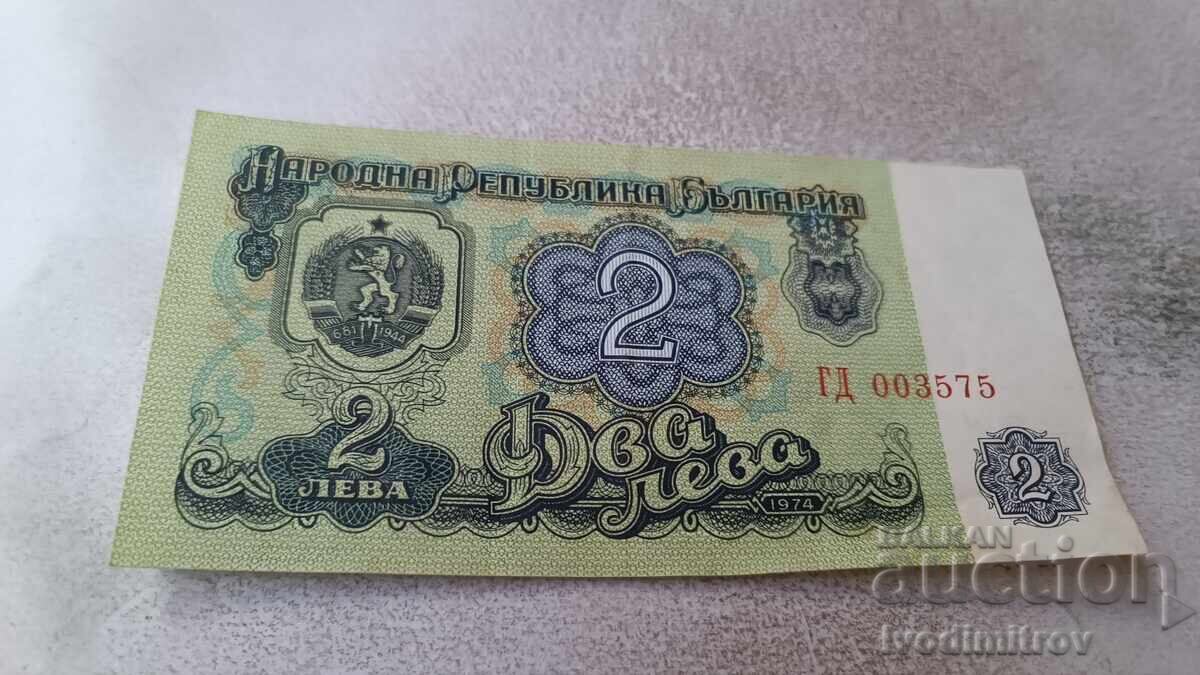 Народна Република България
681 1944
2
ГД 003575
2
ЛЕВА
Два
лева
1974
2
BALKAN
auction
ivodimitrov